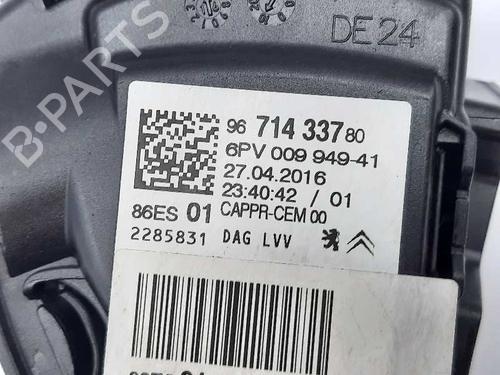 DE 24
B-PARTS
96 714 337 80
6PV 009 949-41
27.04.2016
23:40:42 / 01
86ES 01 CAPPR-CEM 00
2285831 DAG LVV